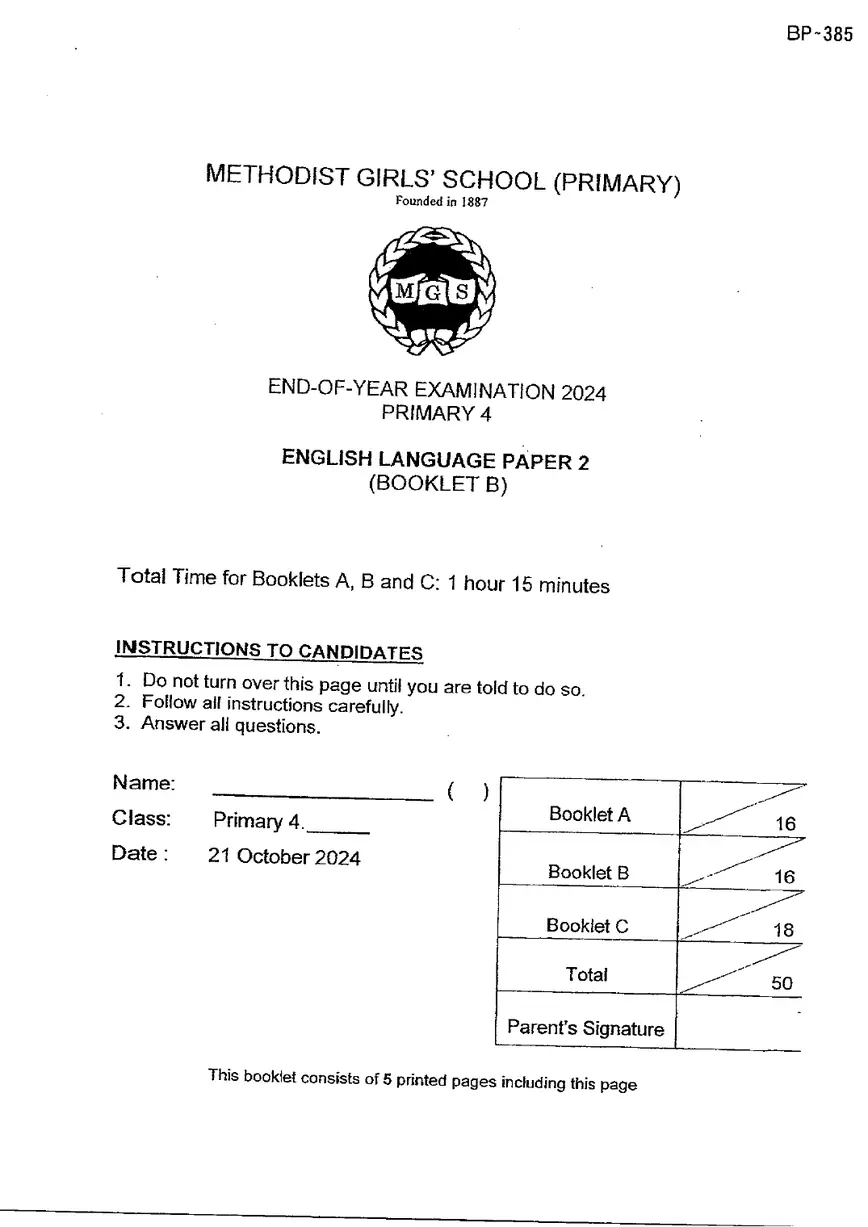 BP-385
METHODIST GIRLS' SCHOOL (PRIMARY)
Founded in 1887
M G S
END-OF-YEAR EXAMINATION 2024
PRIMARY 4
ENGLISH LANGUAGE PAPER 2
(BOOKLET B)
Total Time for Booklets A, B and C: 1 hour 15 minutes
INSTRUCTIONS TO CANDIDATES
1. Do not turn over this page until you are told to do so.
2. Follow all instructions carefully.
3. Answer all questions.
Name: ____________________ ( )
Class: Primary 4._____
Date : 21 October 2024
Booklet A 16
Booklet B 16
Booklet C 18
Total 50
Parent's Signature
This booklet consists of 5 printed pages including this page